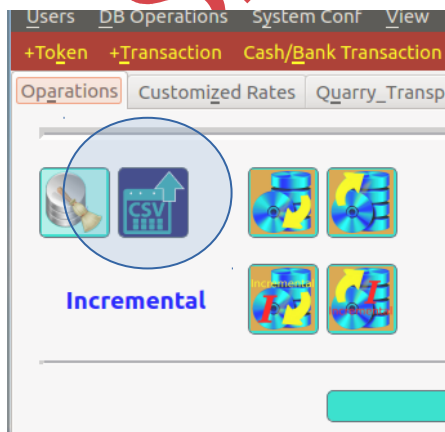 Users DB Operations System Conf View
+Token +Transaction Cash/Bank Transaction
Oparations Customized Rates Quarry_Transp
CSV
Incremental
Incremental I I